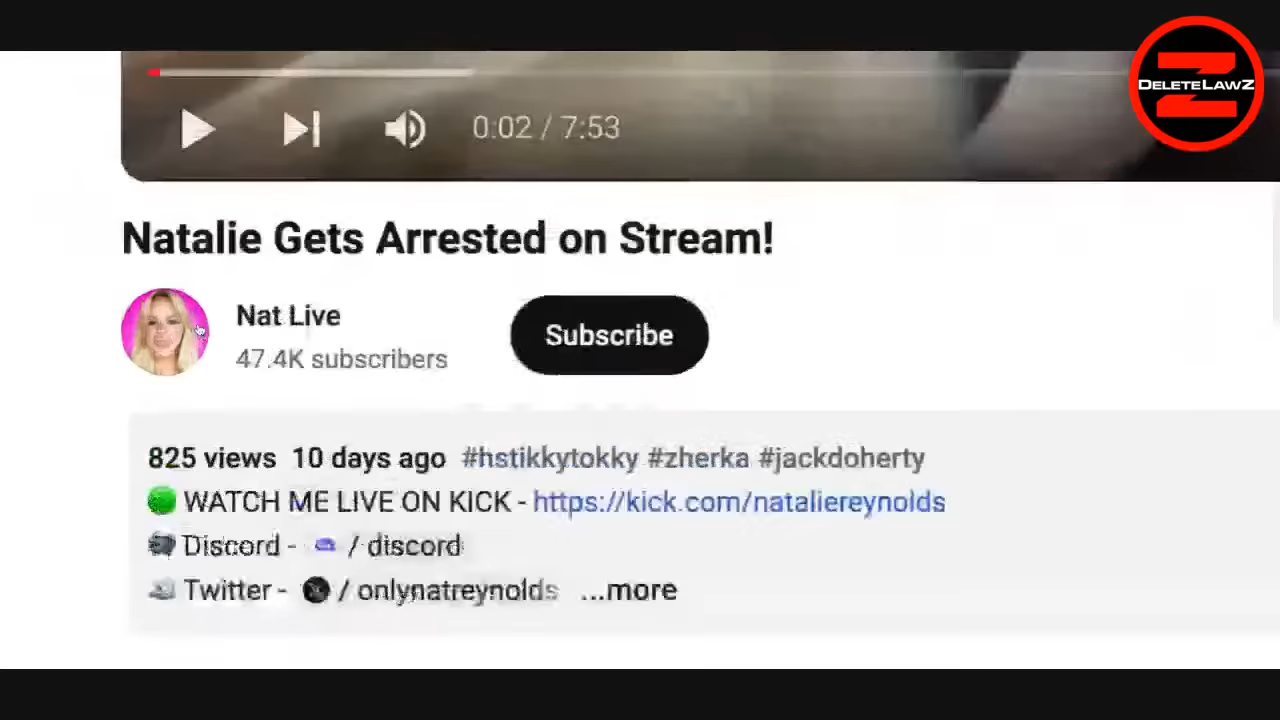 DELETELAWZ
0:02 / 7:53
Natalie Gets Arrested on Stream!
Nat Live
Subscribe
47.4K subscribers
825 views 10 days ago #hstikkytokky #zherka #jackdoherty
WATCH ME LIVE ON KICK - https://kick.com/nataliereynolds
Discord - / discord
Twitter - / onlynatreynolds ...more